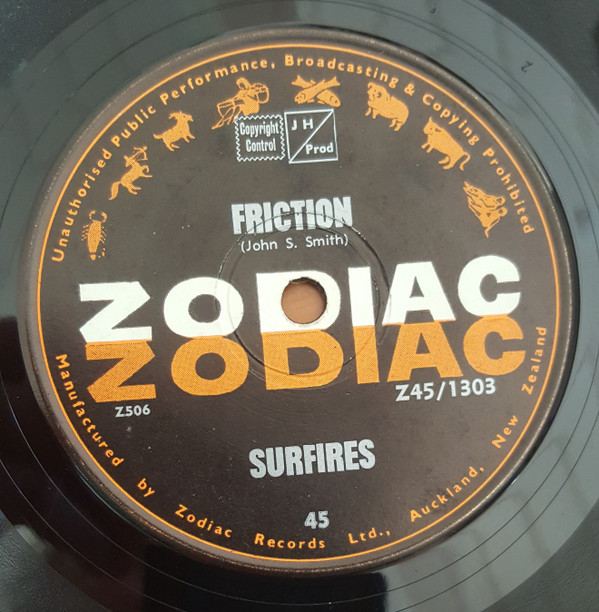 Unauthorised Public Performance, Broadcasting & Copying Prohibited
Copyright
Control
J H
Prod
FRICTION
(John S. Smith)
ZODIAC
ZODIAC
Z506
Z45/1303
SURFIRES
45
Manufactured by Zodiac Records Ltd., Auckland, New Zealand